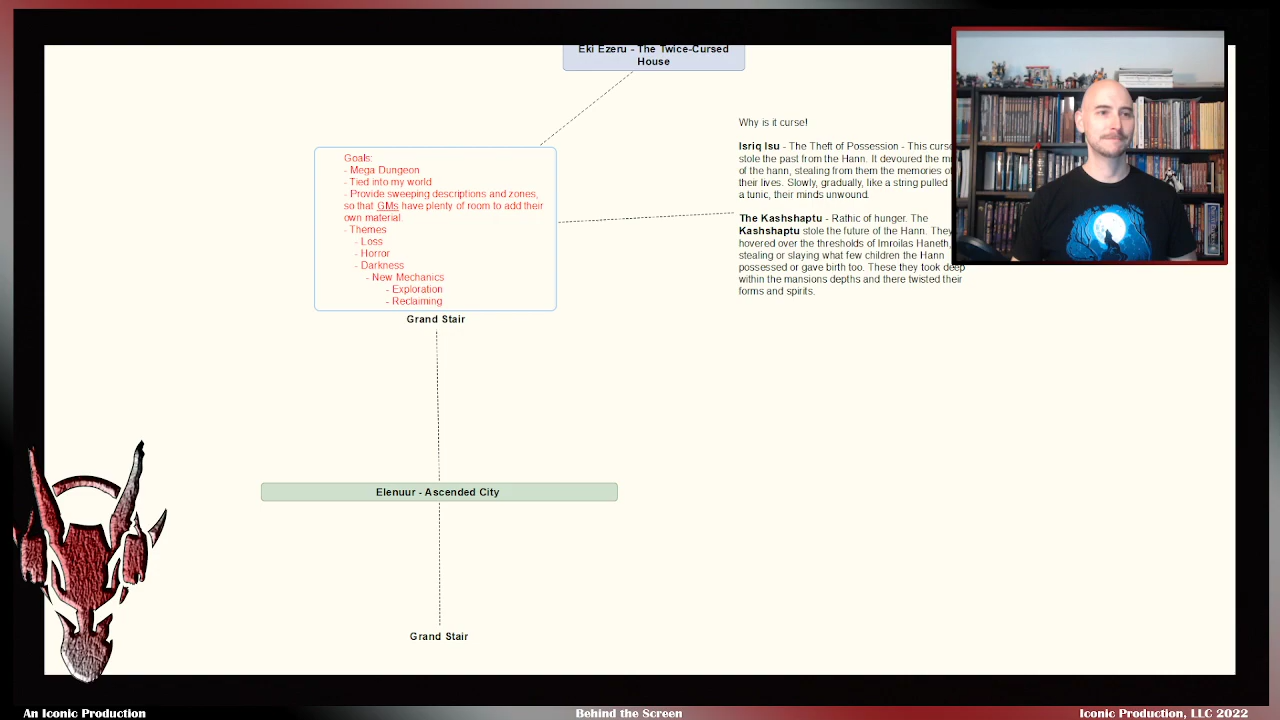 Eki Ezeru - The Twice-Cursed
House
Goals:
- Mega Dungeon
- Tied into my world
- Provide sweeping descriptions and zones,
so that GMs have plenty of room to add their
own material.
- Themes
- Loss
- Horror
- Darkness
- New Mechanics
- Exploration
- Reclaiming
Grand Stair
Why is it curse!
Isriq Isu - The Theft of Possession - This
stole the past from the Hann. It devoured the
of the hann, stealing from them the memories
their lives. Slowly, gradually, like a string pulled
a tunic, their minds unwound.
The Kashshaptu - Rathic of hunger. The
Kashshaptu stole the future of the Hann. They
hovered over the thresholds of Imroilas Haneth,
stealing or slaying what few children the Hann
possessed or gave birth too. These they took deep
within the mansions depths and there twisted their
forms and spirits.
Elenuur - Ascended City
Grand Stair
An Iconic Production
Behind the Screen
Iconic Production, LLC 2022